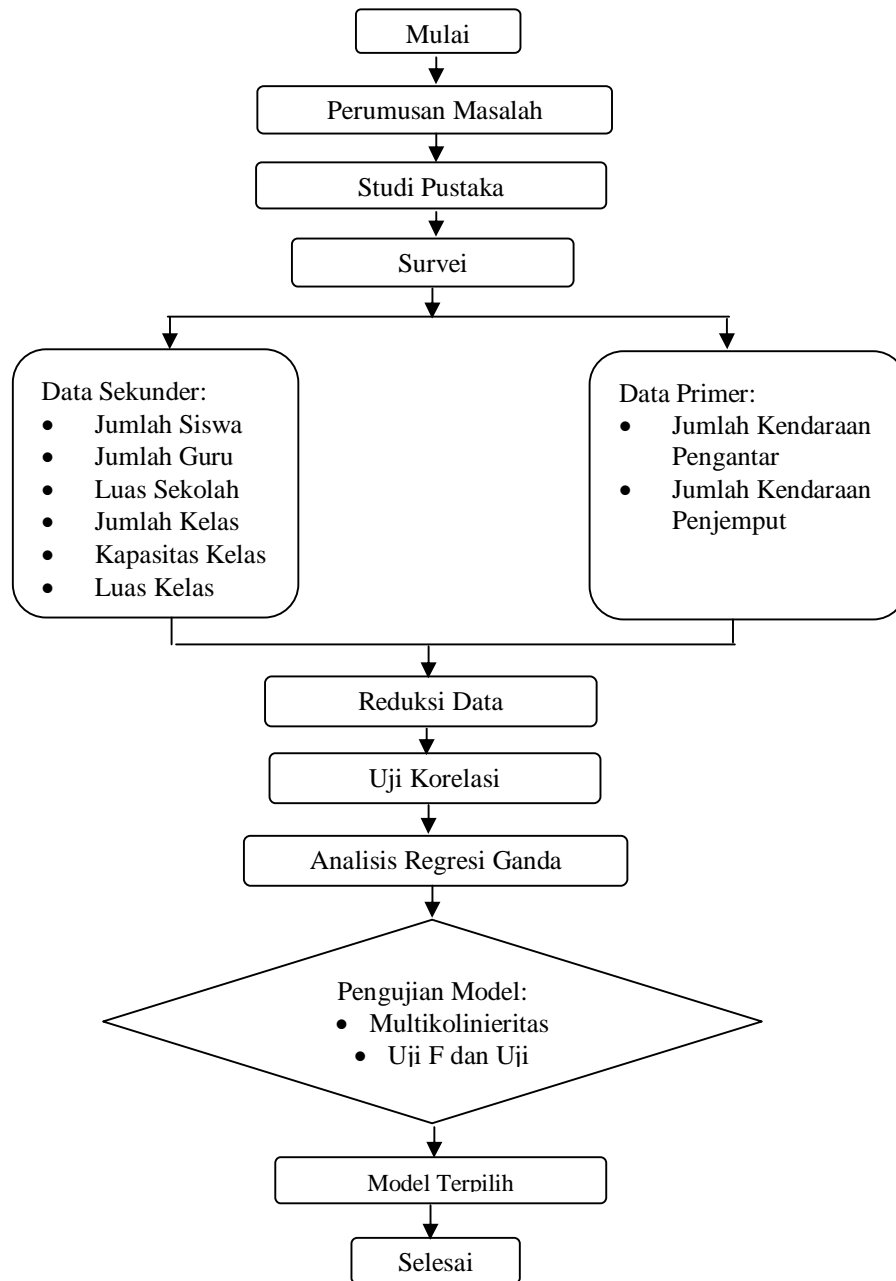 Mulai
Perumusan Masalah
Studi Pustaka
Survei
Data Sekunder:
• Jumlah Siswa
• Jumlah Guru
• Luas Sekolah
• Jumlah Kelas
• Kapasitas Kelas
• Luas Kelas
Data Primer:
• Jumlah Kendaraan
Pengantar
• Jumlah Kendaraan
Penjemput
Reduksi Data
Uji Korelasi
Analisis Regresi Ganda
Pengujian Model:
• Multikolinieritas
• Uji F dan Uji
Model Terpilih
Selesai